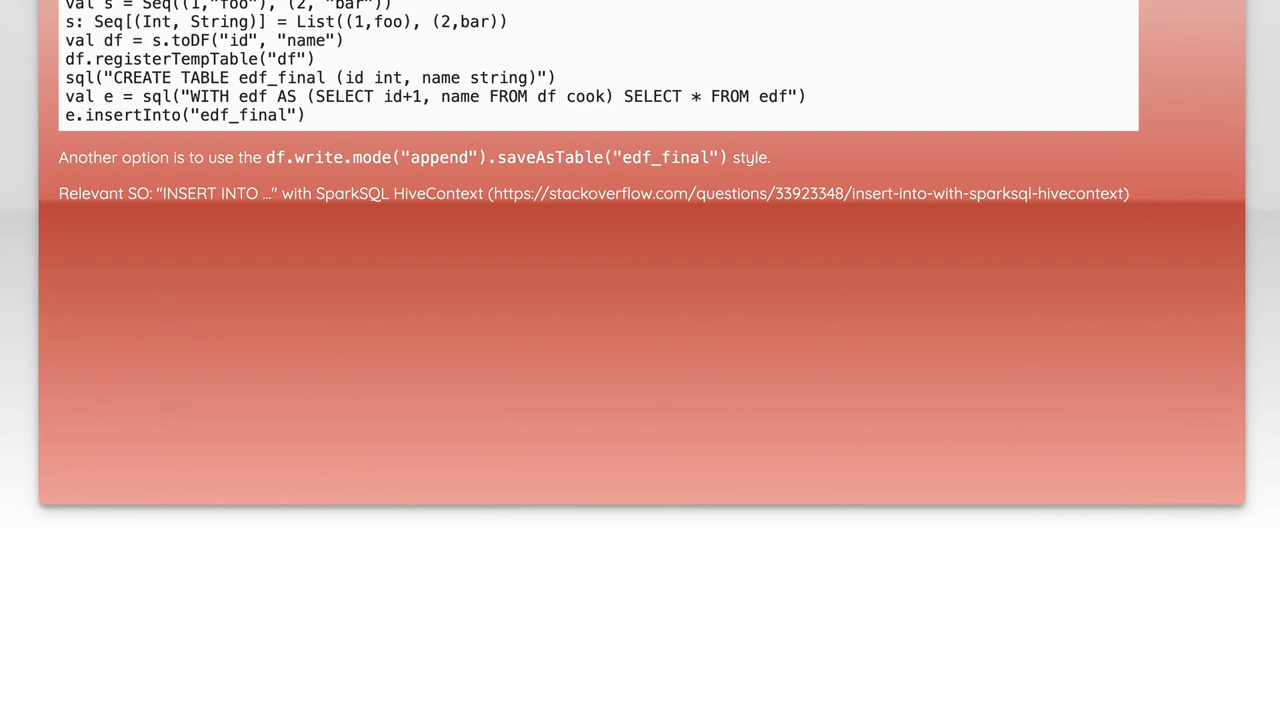 val s = Seq((1,"foo"), (2, "bar"))
s: Seq[(Int, String)] = List((1,foo), (2,bar))
val df = s.toDF("id", "name")
df.registerTempTable("df")
sql("CREATE TABLE edf_final (id int, name string)")
val e = sql("WITH edf AS (SELECT id+1, name FROM df cook) SELECT * FROM edf")
e.insertInto("edf_final")
Another option is to use the df.write.mode("append").saveAsTable("edf_final") style.
Relevant SO: "INSERT INTO ..." with SparkSQL HiveContext (https://stackoverflow.com/questions/33923348/insert-into-with-sparksql-hivecontext)